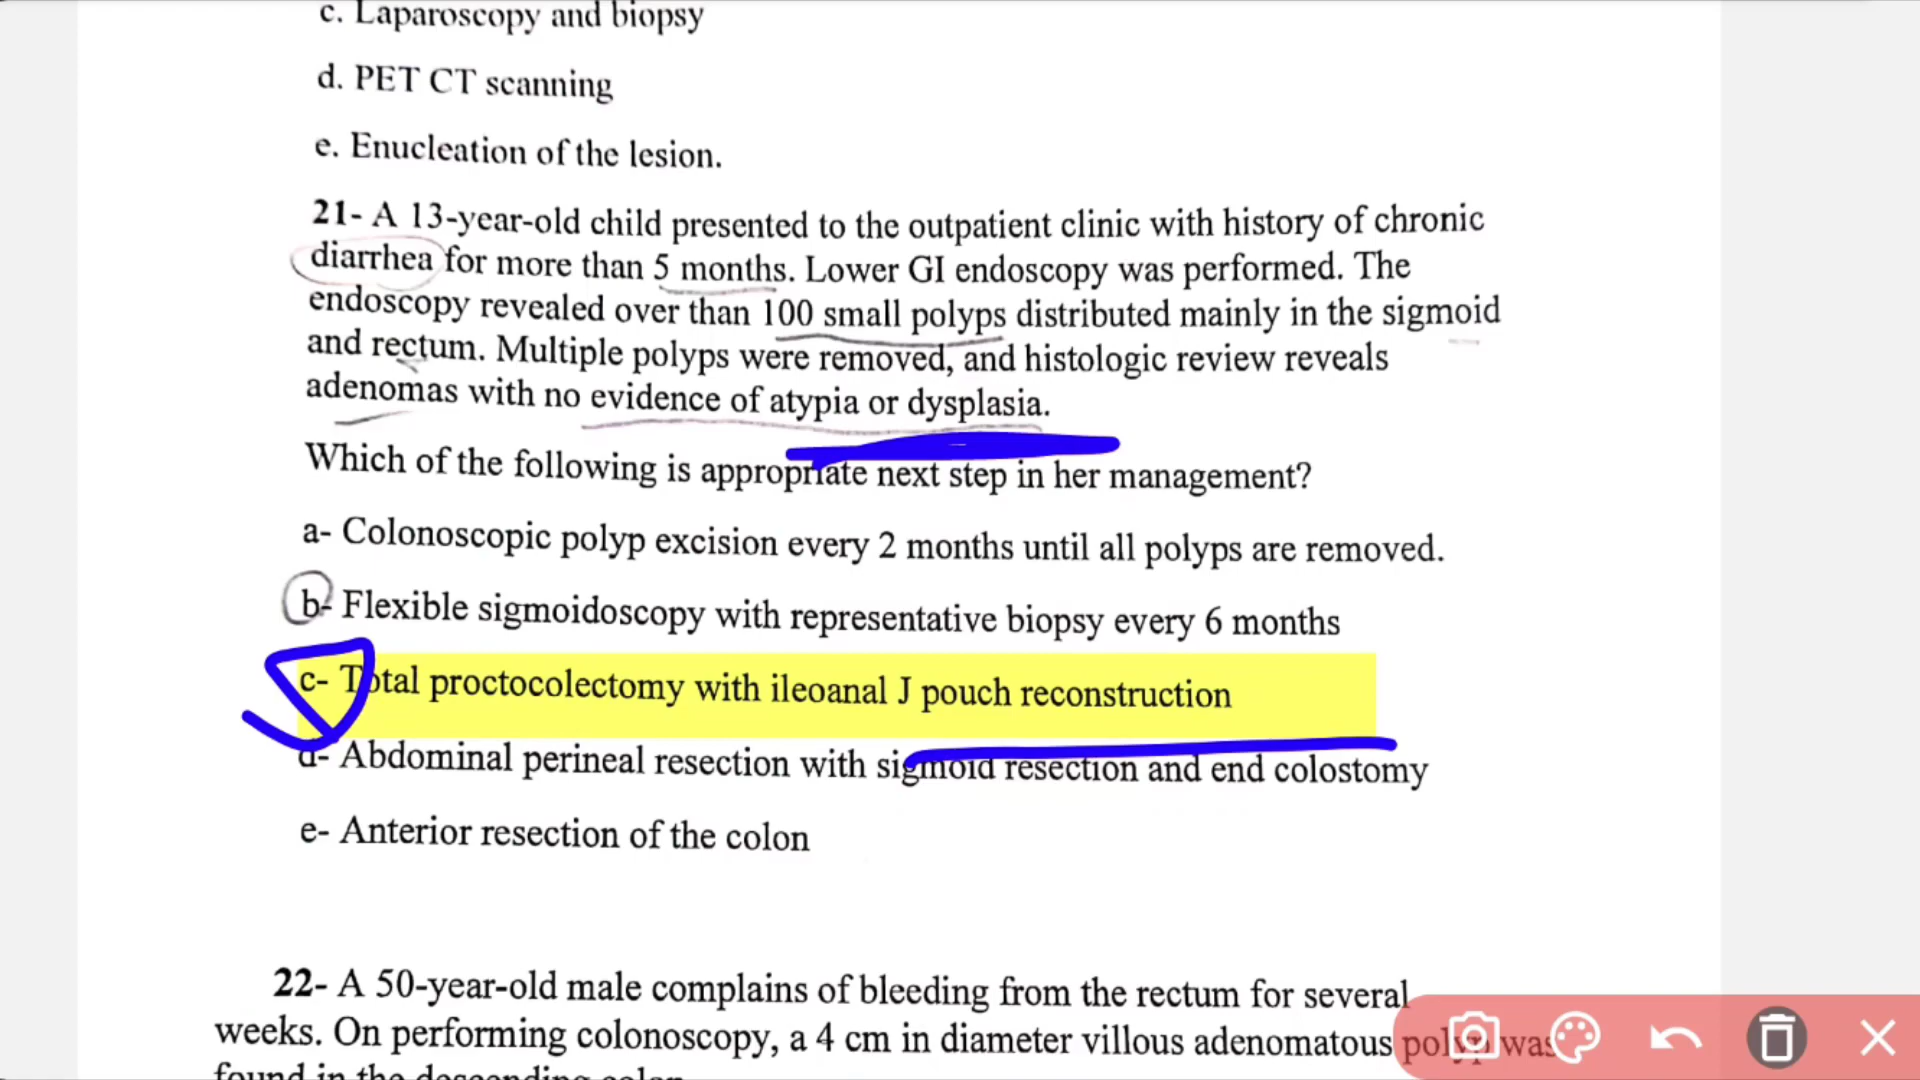 c. Laparoscopy and biopsy
d. PET CT scanning
e. Enucleation of the lesion.
21- A 13-year-old child presented to the outpatient clinic with history of chronic
diarrhea for more than 5 months. Lower GI endoscopy was performed. The
endoscopy revealed over than 100 small polyps distributed mainly in the sigmoid
and rectum. Multiple polyps were removed, and histologic review reveals
adenomas with no evidence of atypia or dysplasia.
Which of the following is appropriate next step in her management?
a- Colonoscopic polyp excision every 2 months until all polyps are removed.
b- Flexible sigmoidoscopy with representative biopsy every 6 months
c- Total proctocolectomy with ileoanal J pouch reconstruction
d- Abdominal perineal resection with sigmoid resection and end colostomy
e- Anterior resection of the colon
22- A 50-year-old male complains of bleeding from the rectum for several
weeks. On performing colonoscopy, a 4 cm in diameter villous adenomatous polyp was
found in the descending colon